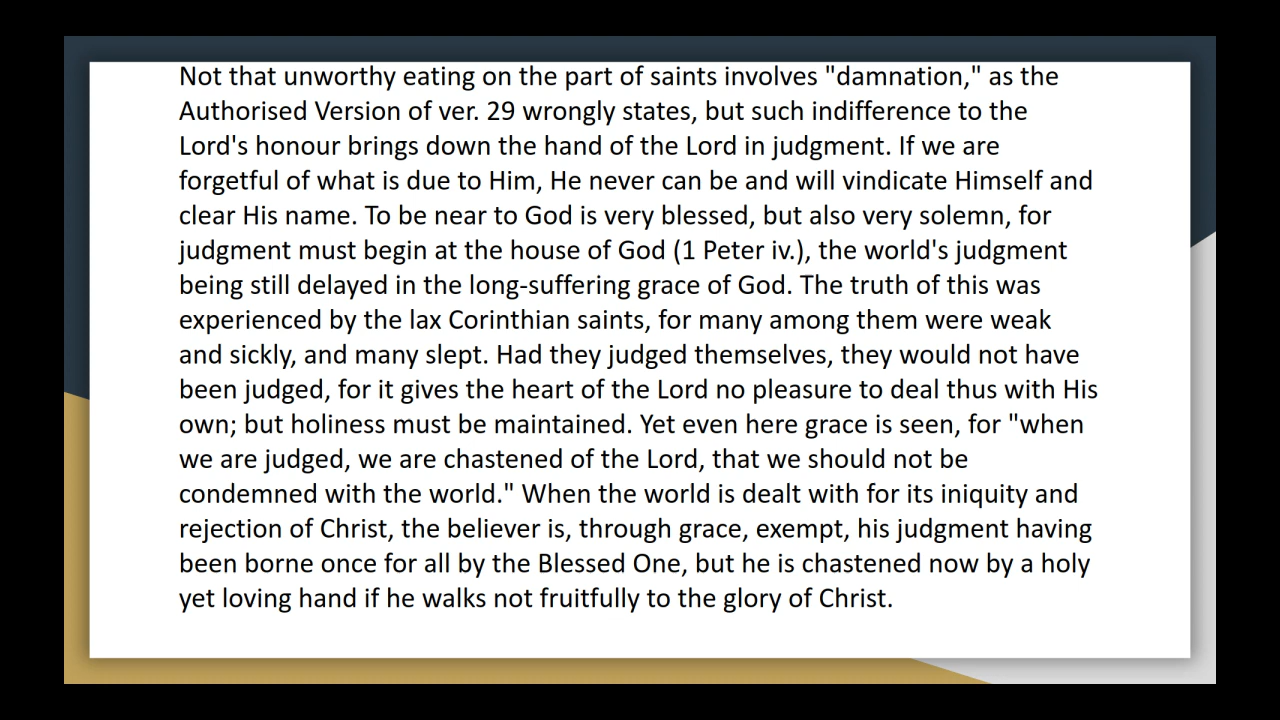 Not that unworthy eating on the part of saints involves "damnation," as the
Authorised Version of ver. 29 wrongly states, but such indifference to the
Lord's honour brings down the hand of the Lord in judgment. If we are
forgetful of what is due to Him, He never can be and will vindicate Himself and
clear His name. To be near to God is very blessed, but also very solemn, for
judgment must begin at the house of God (1 Peter iv.), the world's judgment
being still delayed in the long-suffering grace of God. The truth of this was
experienced by the lax Corinthian saints, for many among them were weak
and sickly, and many slept. Had they judged themselves, they would not have
been judged, for it gives the heart of the Lord no pleasure to deal thus with His
own; but holiness must be maintained. Yet even here grace is seen, for "when
we are judged, we are chastened of the Lord, that we should not be
condemned with the world." When the world is dealt with for its iniquity and
rejection of Christ, the believer is, through grace, exempt, his judgment having
been borne once for all by the Blessed One, but he is chastened now by a holy
yet loving hand if he walks not fruitfully to the glory of Christ.